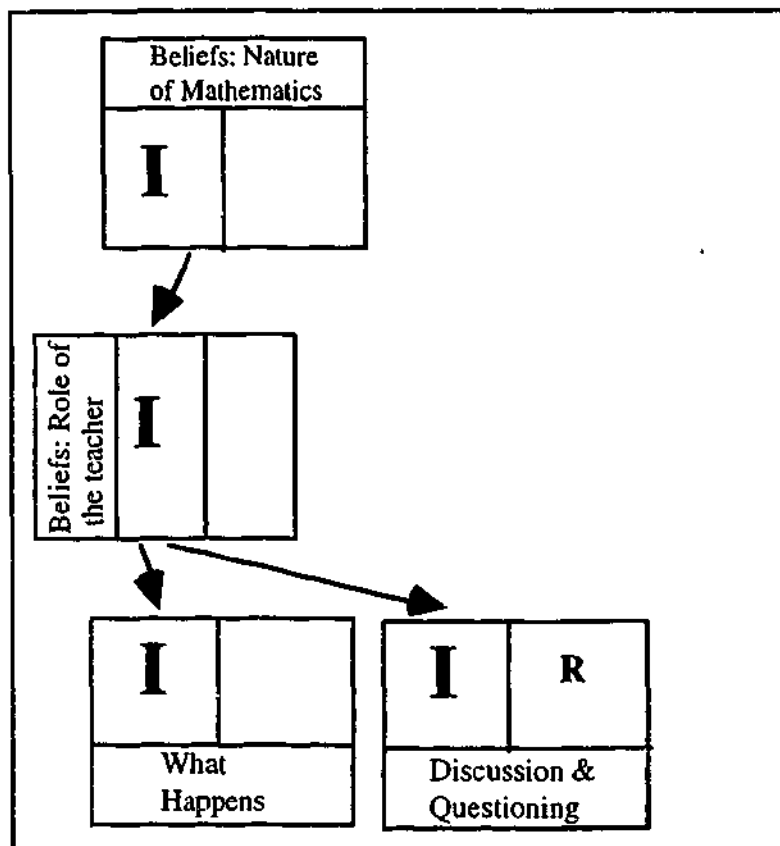 Beliefs: Nature
of Mathematics
I
Beliefs: Role of
the teacher
I
I
What
Happens
I R
Discussion &
Questioning